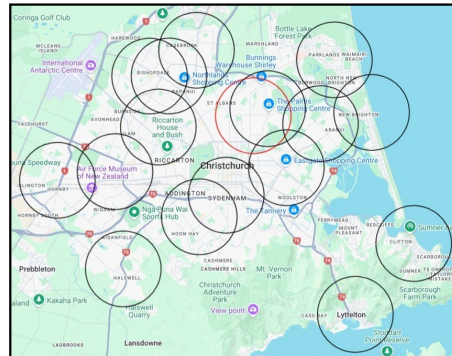 Coringa Golf Club
HAREWOOD
CASEBROOK
MARSHLAND
Bottle Lake
Forest Park
MCLEANS
ISLAND
International
Antarctic Centre
BISHOPDALE
Northlands
Shopping Centre
Bunnings
Warehouse Shirley
PARKLANDS
WAIMAIRI
BEACH
PAPANUI
NORTH NEW
BRIGHTON
BURNSIDE
ST ALBANS
The Palms
Shopping Centre
NEW BRIGHTON
YALDHURST
AVONHEAD
ILAM
Riccarton
House
and Bush
ARANUI
RICCARTON
Christchurch
Eastgate Shopping Centre
Air Force Museum
of New Zealand
ISLINGTON
HORNBY
ADDINGTON
SYDENHAM
WOOLSTON
The Tannery
HORNBY SOUTH
WIGRAM
Nga Puna Wai
Sports Hub
FERRYMEAD
MOUNT
PLEASANT
REDCLIFFS
CLIFTON
AIDANFIELD
HOON HAY
SUMNER
SCARBOROUGH
Prebbleton
HALSWELL
CASHMERE
CASHMERE HILLS
Mt. Vernon
Park
Scarborough
Farm Park
Kakaha Park
Halswell
Quarry
Christchurch
Adventure
Park
View point
CASS BAY
Lyttelton
LADBROOKS
Lansdowne
Stoddart
Point Reserve